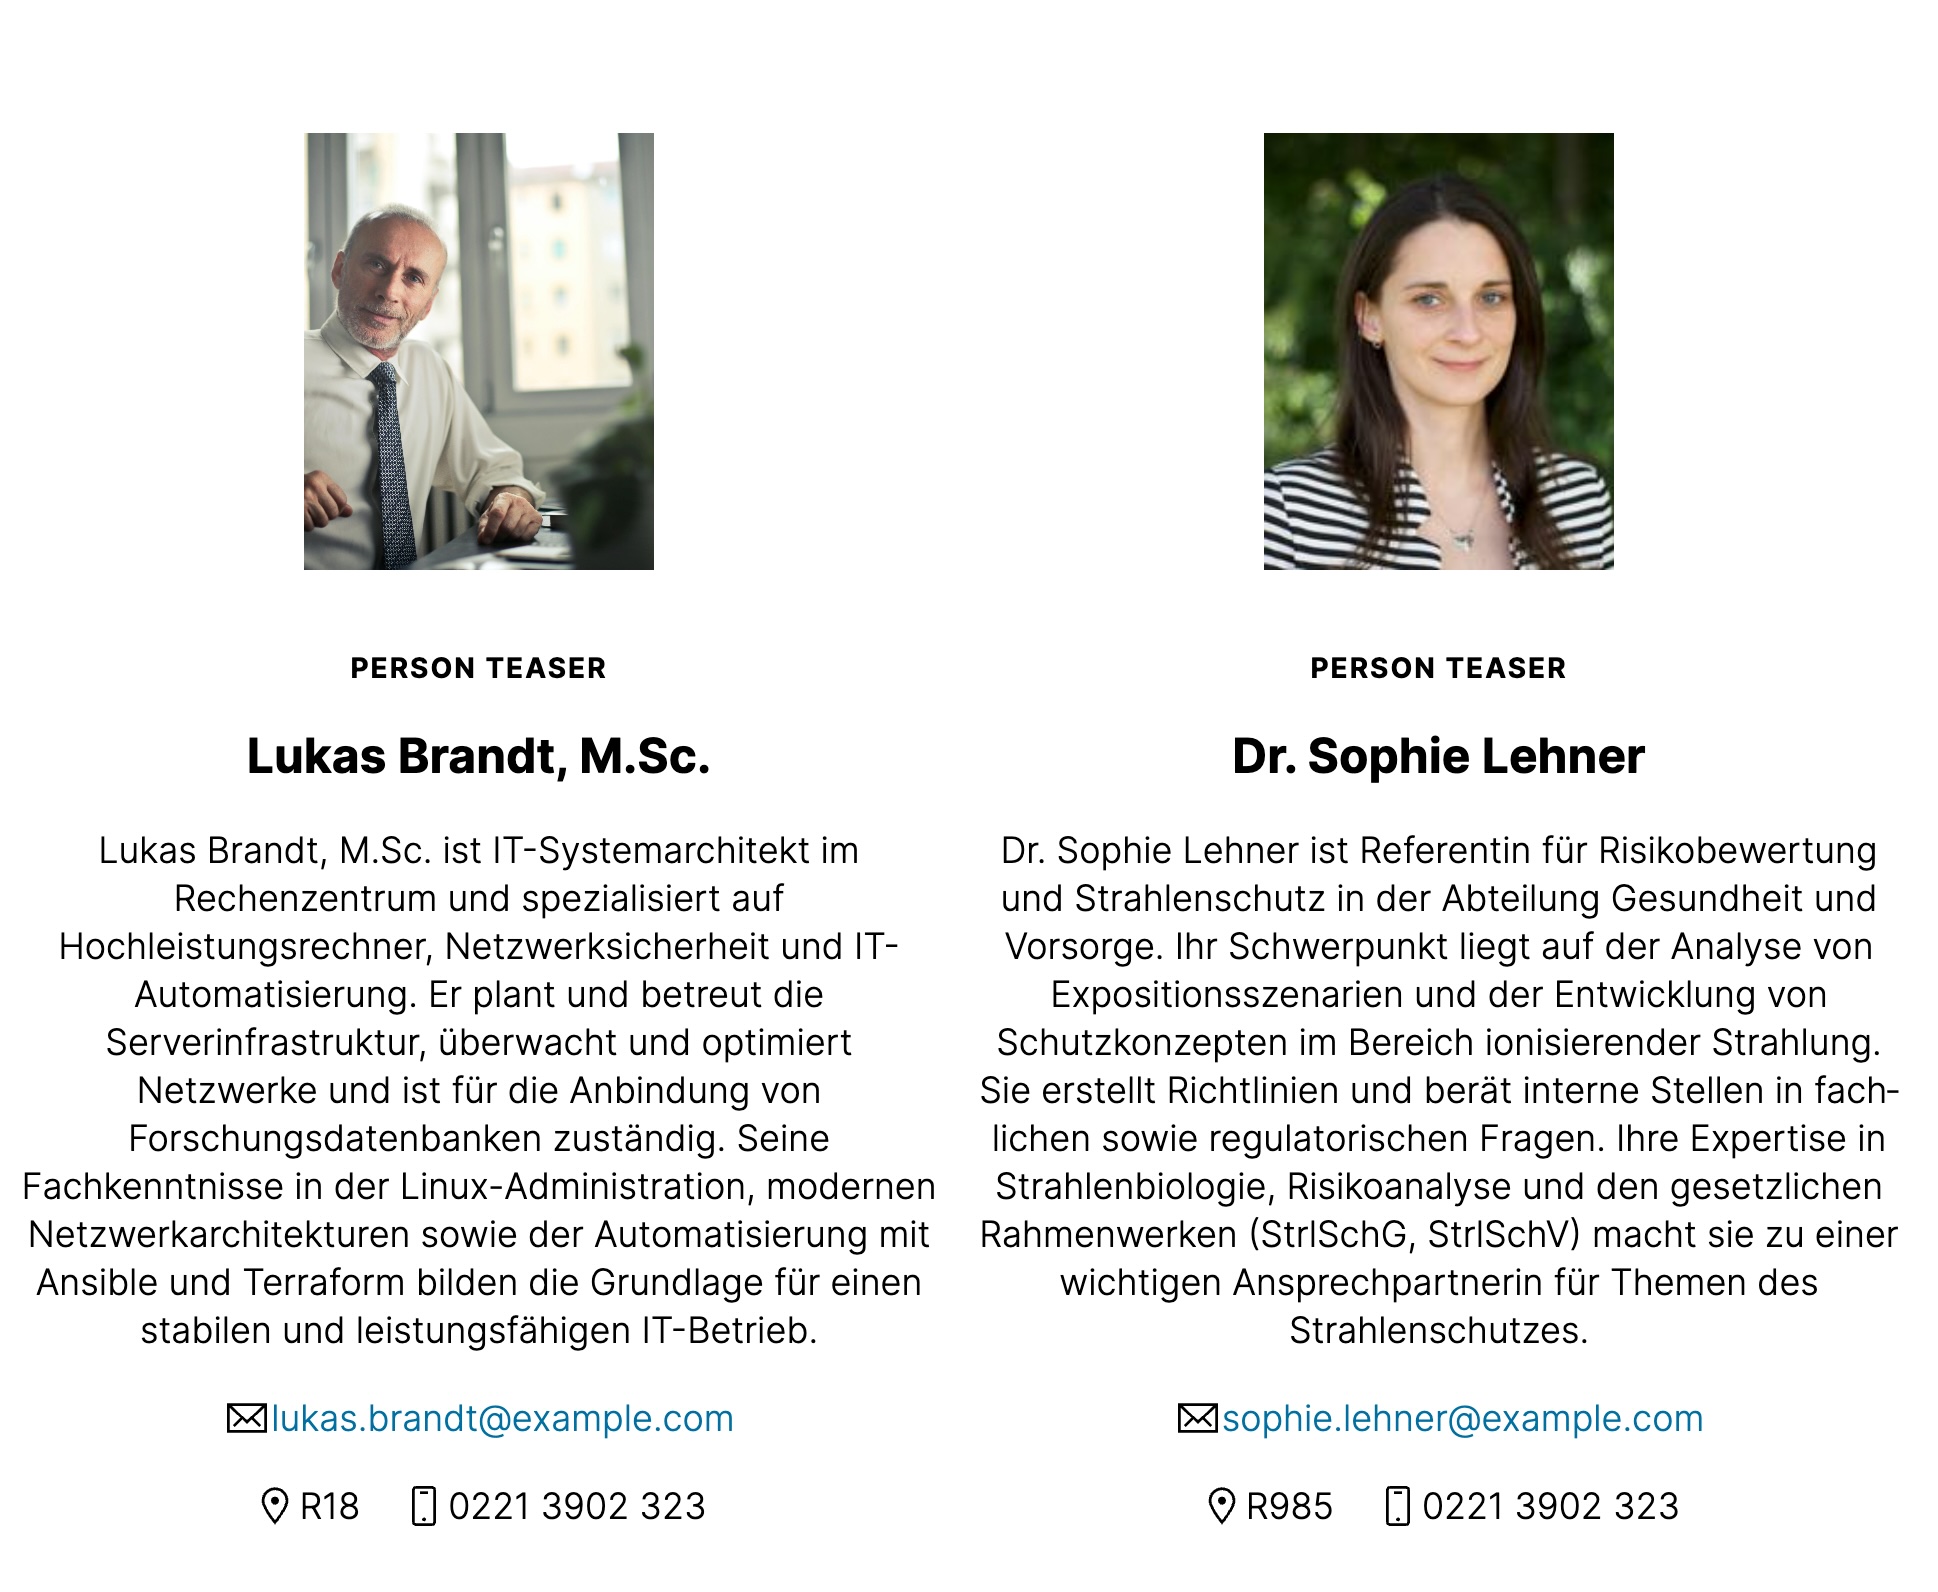 PERSON TEASER
Lukas Brandt, M.Sc.
Lukas Brandt, M.Sc. ist IT-Systemarchitekt im
Rechenzentrum und spezialisiert auf
Hochleistungsrechner, Netzwerksicherheit und IT-
Automatisierung. Er plant und betreut die
Serverinfrastruktur, überwacht und optimiert
Netzwerke und ist für die Anbindung von
Forschungsdatenbanken zuständig. Seine
Fachkenntnisse in der Linux-Administration, modernen
Netzwerkarchitekturen sowie der Automatisierung mit
Ansible und Terraform bilden die Grundlage für einen
stabilen und leistungsfähigen IT-Betrieb.
lukas.brandt@example.com
R18 0221 3902 323
PERSON TEASER
Dr. Sophie Lehner
Dr. Sophie Lehner ist Referentin für Risikobewertung
und Strahlenschutz in der Abteilung Gesundheit und
Vorsorge. Ihr Schwerpunkt liegt auf der Analyse von
Expositionsszenarien und der Entwicklung von
Schutzkonzepten im Bereich ionisierender Strahlung.
Sie erstellt Richtlinien und berät interne Stellen in fach-
lichen sowie regulatorischen Fragen. Ihre Expertise in
Strahlenbiologie, Risikoanalyse und den gesetzlichen
Rahmenwerken (StrlSchG, StrlSchV) macht sie zu einer
wichtigen Ansprechpartnerin für Themen des
Strahlenschutzes.
sophie.lehner@example.com
R985 0221 3902 323